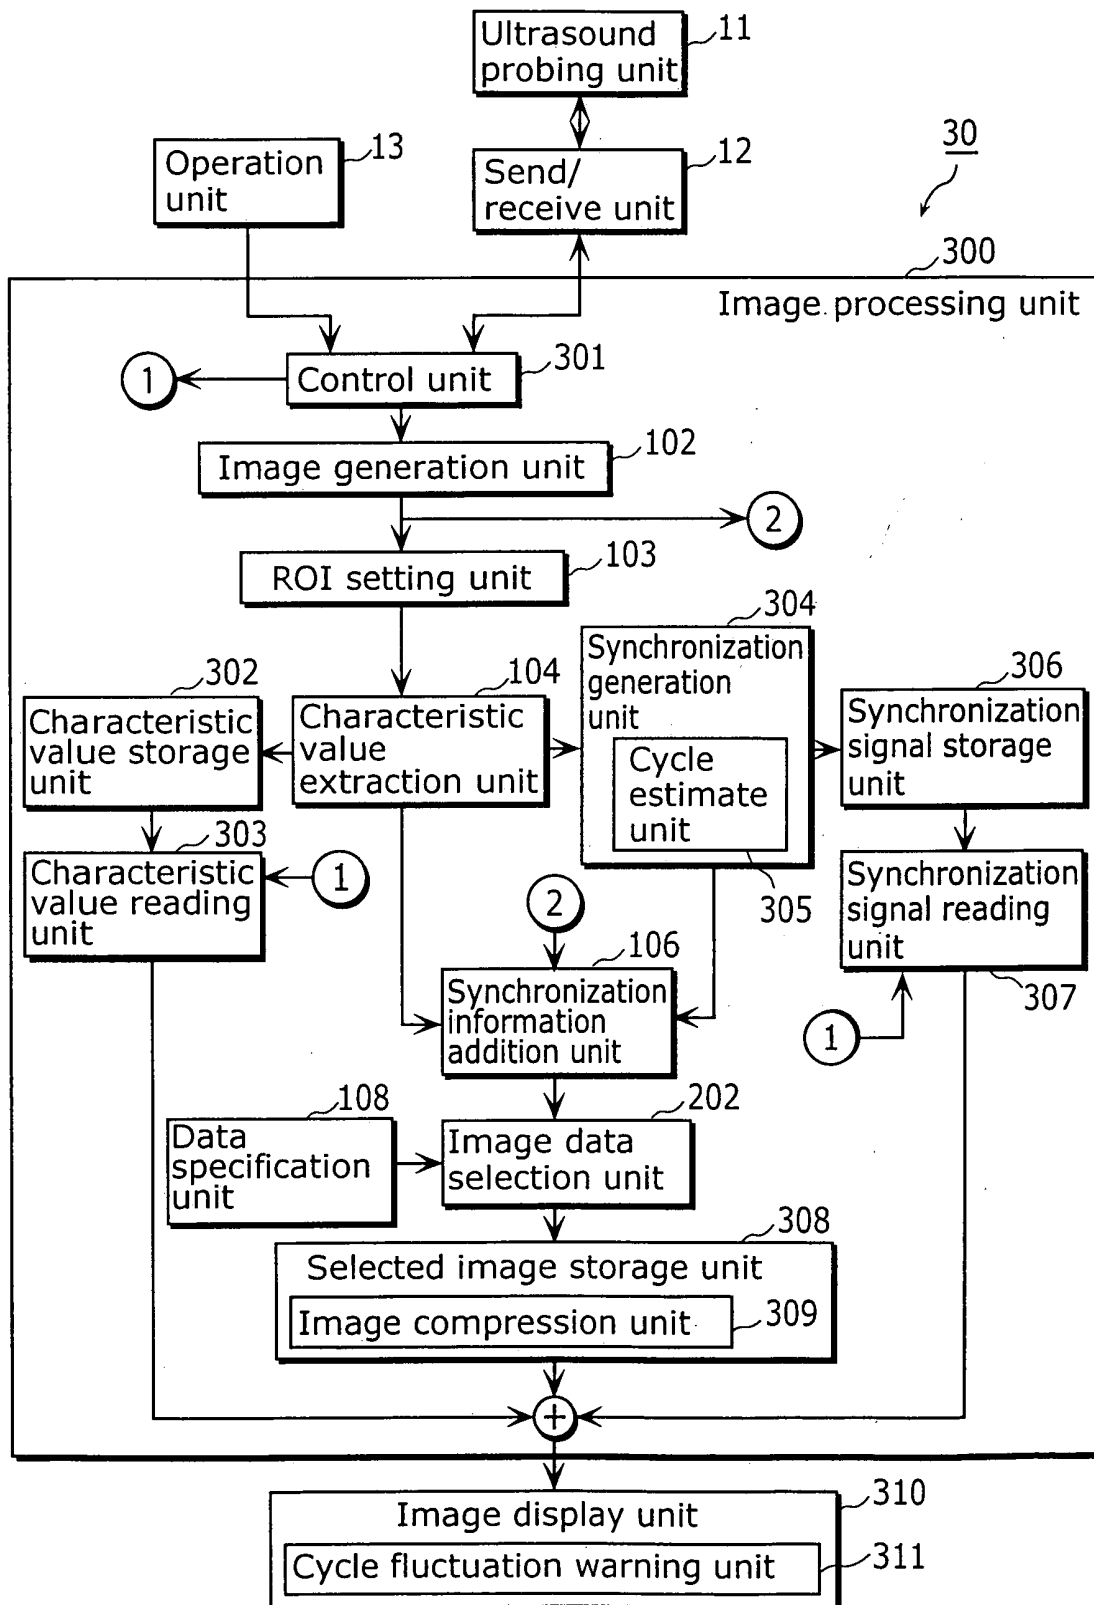 Ultrasound
probing unit
11
Operation
unit
13
Send/
receive unit
12
30
300
Image processing unit
1
Control unit
301
Image generation unit
102
2
ROI setting unit
103
304
Synchronization
generation
unit
302
Characteristic
value storage
unit
104
Characteristic
value
extraction unit
Cycle
estimate
unit
305
306
Synchronization
signal storage
unit
303
Characteristic
value reading
unit
1
2
Synchronization
signal reading
unit
307
1
106
Synchronization
information
addition unit
108
Data
specification
unit
202
Image data
selection unit
308
Selected image storage unit
Image compression unit
309
+
310
Image display unit
Cycle fluctuation warning unit
311